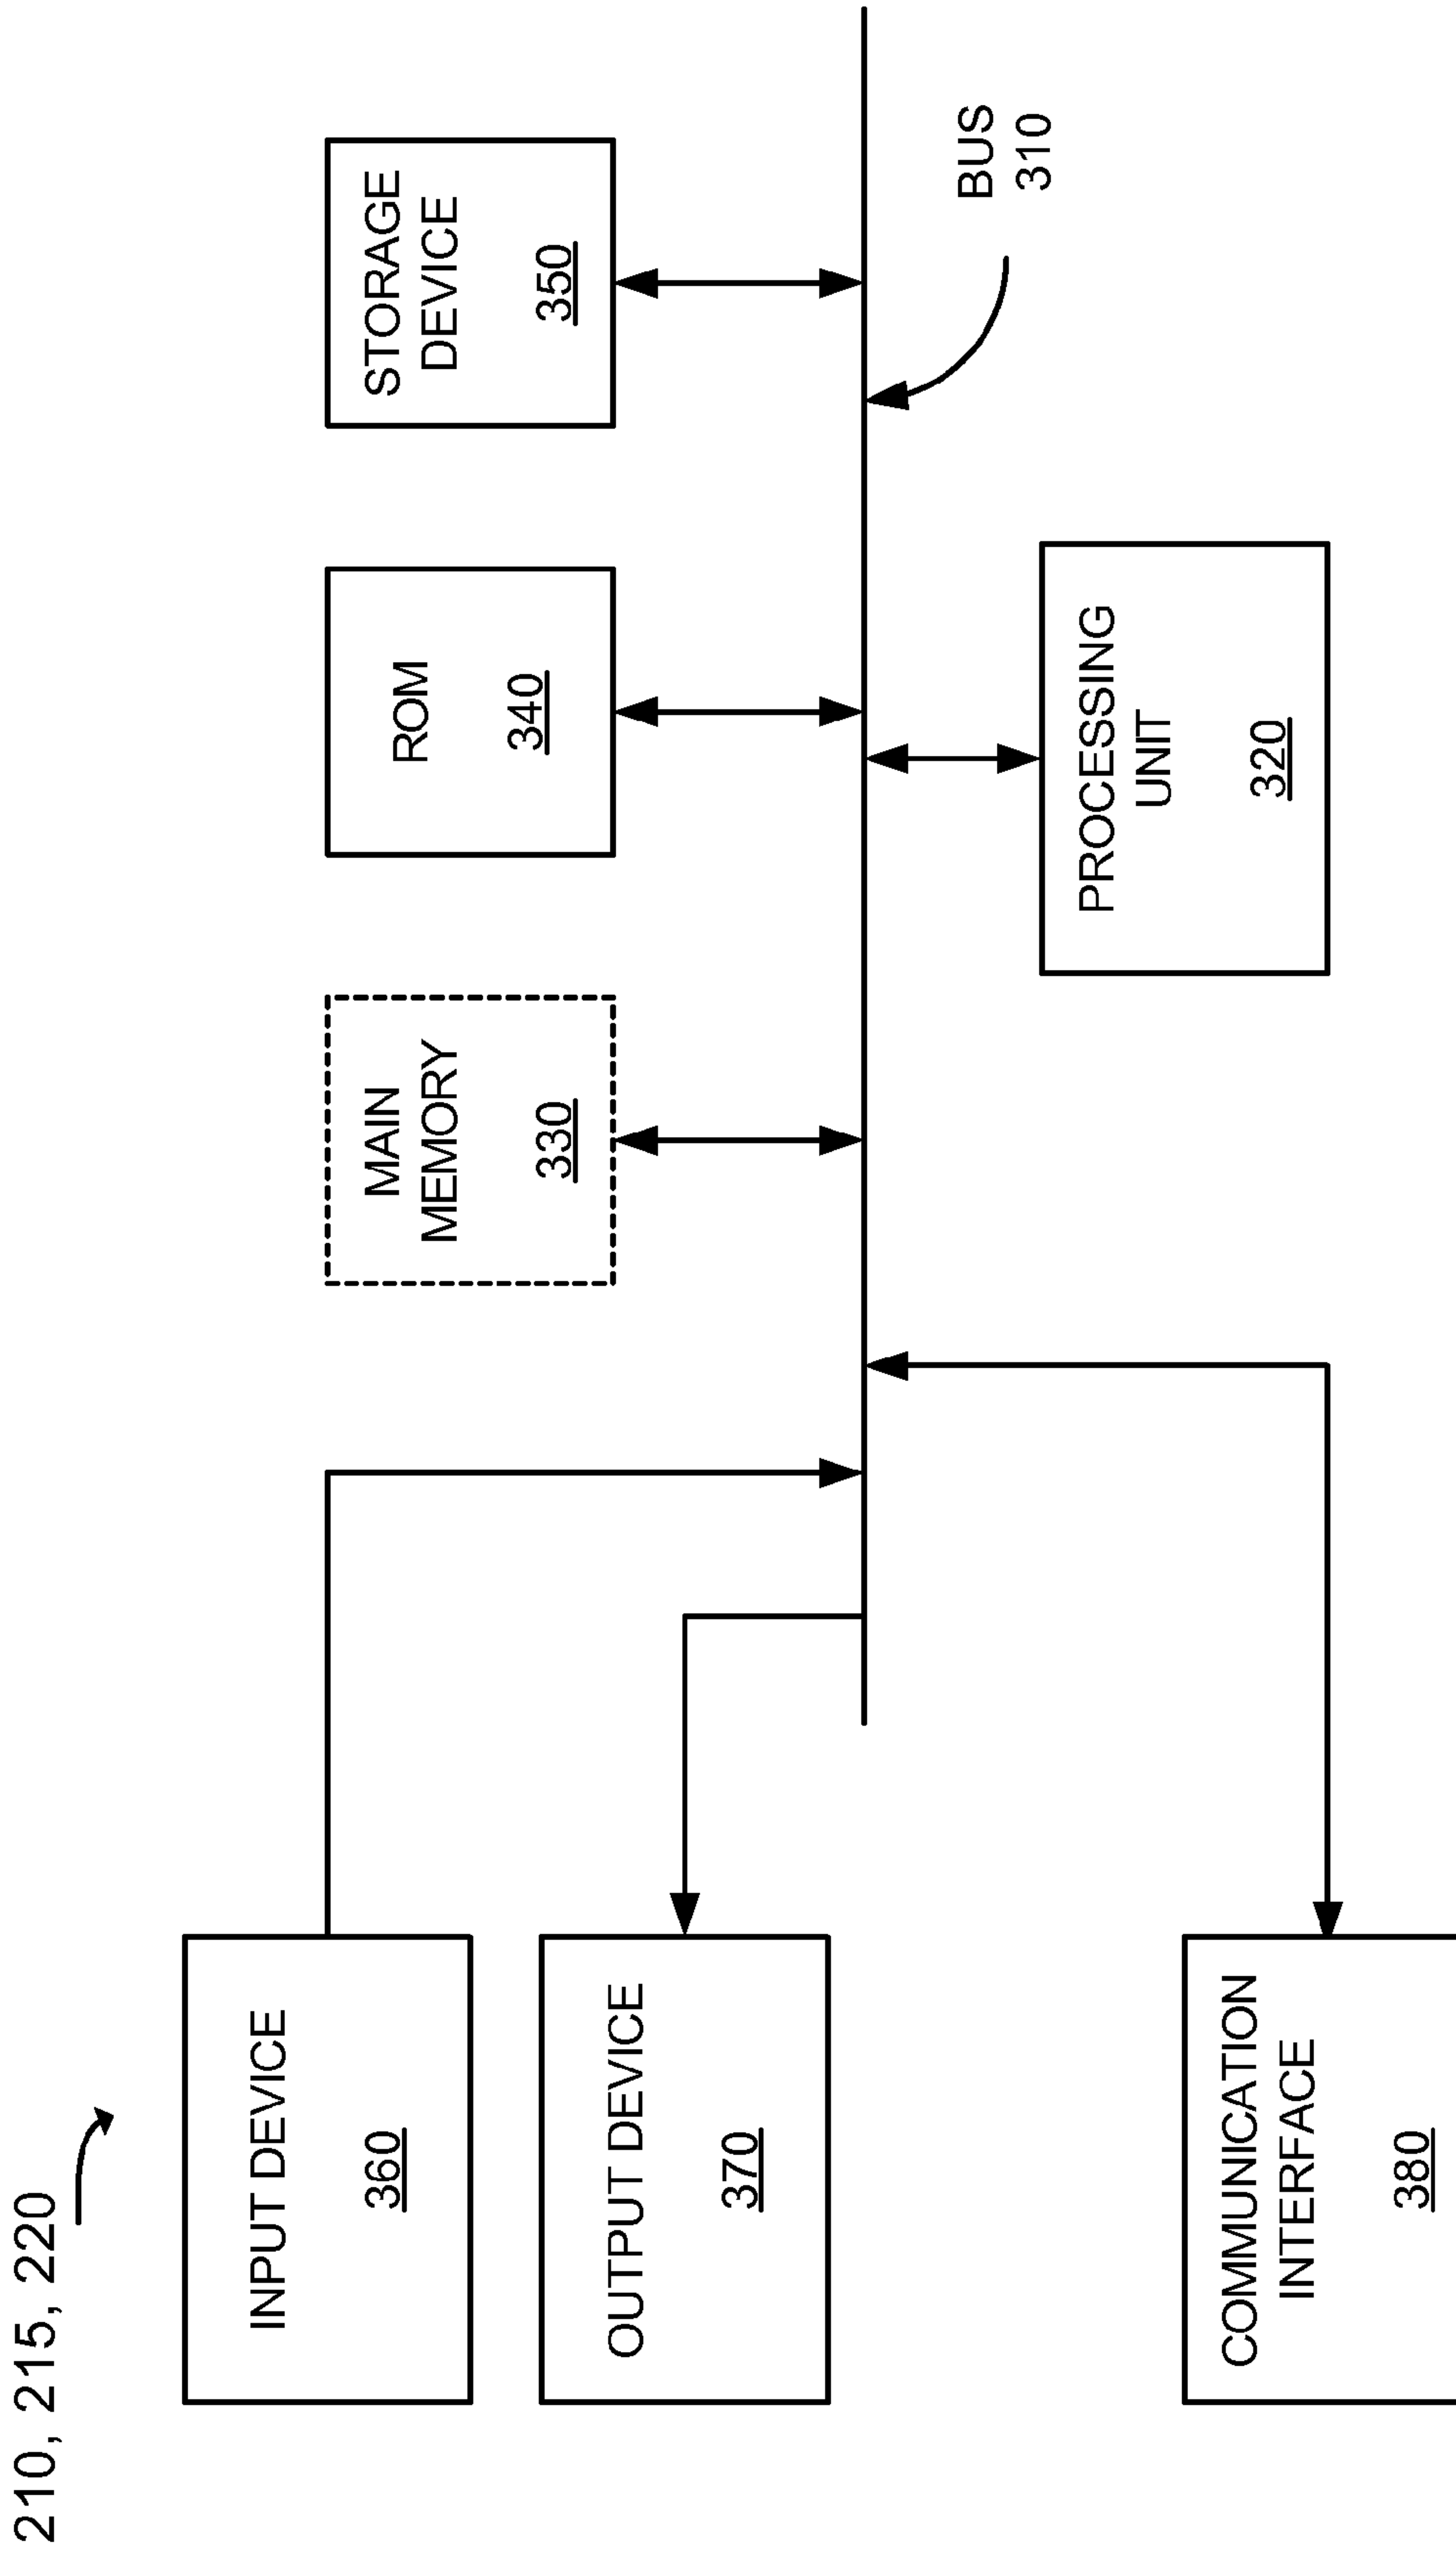 210, 215, 220
INPUT DEVICE
360
OUTPUT DEVICE
370
COMMUNICATION
INTERFACE
380
MAIN
MEMORY
330
ROM
340
STORAGE
DEVICE
350
PROCESSING
UNIT
320
BUS
310